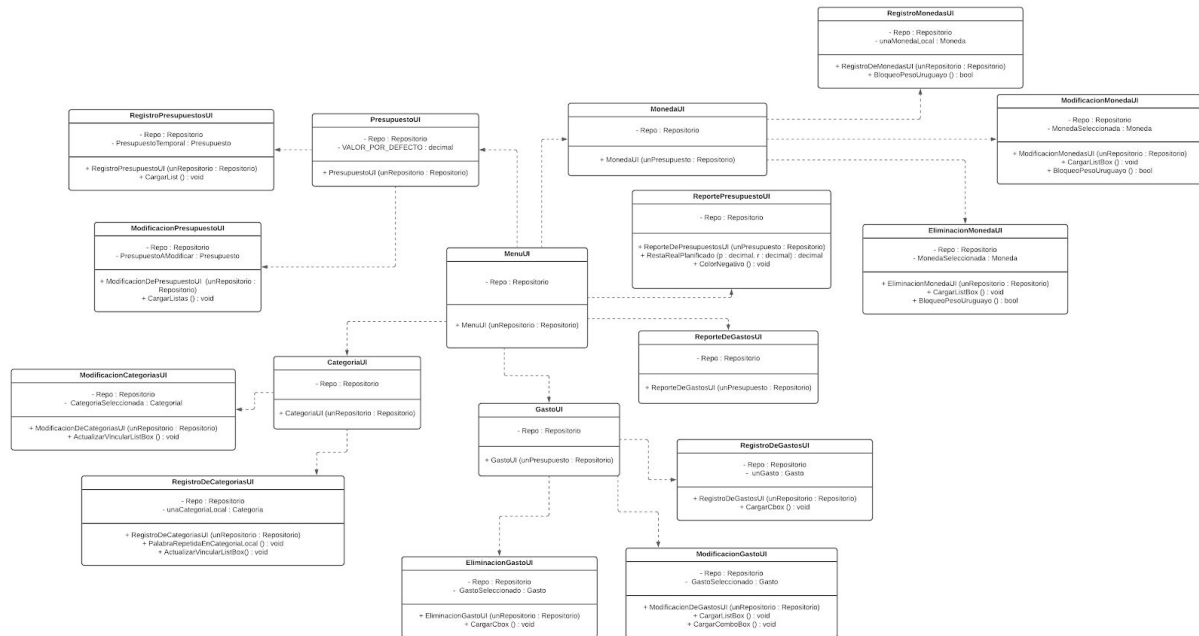 RegistroMonedasUI
- Repo : Repositorio
- unaMonedaLocal : Moneda
+ RegistroDeMonedasUI (unRepositorio : Repositorio)
+ BloqueoPesoUruguayo () : bool
ModificacionMonedaUI
- Repo : Repositorio
- MonedaSeleccionada : Moneda
+ ModificacionMonedasUI (unRepositorio : Repositorio)
+ CargarListBox () : void
+ BloqueoPesoUruguayo () : bool
MonedaUI
- Repo : Repositorio
+ MonedaUI (unPresupuesto : Repositorio)
RegistroPresupuestosUI
- Repo : Repositorio
- PresupuestoTemporal : Presupuesto
+ RegistroPresupuestoUI (unRepositorio : Repositorio)
+ CargarList () : void
PresupuestoUI
- Repo : Repositorio
- VALOR_POR_DEFECTO : decimal
+ PresupuestoUI (unRepositorio : Repositorio)
ReportePresupuestoUI
- Repo : Repositorio
+ ReporteDePresupuestosUI (unPresupuesto : Repositorio)
+ RestaRealPlanificado (p : decimal, r : decimal) : decimal
+ ColorNegativo () : void
ModificacionPresupuestoUI
- Repo : Repositorio
- PresupuestoAModificar : Presupuesto
+ ModificacionDePresupuestoUI (unRepositorio :
Repositorio)
+ CargarListas () : void
EliminacionMonedaUI
- Repo : Repositorio
- MonedaSeleccionada : Moneda
+ EliminacionMonedaUI (unRepositorio : Repositorio)
+ CargarListBox () : void
+ BloqueoPesoUruguayo () : bool
MenuUI
- Repo : Repositorio
+ MenuUI (unRepositorio : Repositorio)
ReporteDeGastosUI
- Repo : Repositorio
+ ReporteDeGastosUI (unPresupuesto : Repositorio)
CategoriaUI
- Repo : Repositorio
+ CategoriaUI (unRepositorio : Repositorio)
ModificacionCategoriasUI
- Repo : Repositorio
- CategoriaSeleccionada : Categorial
+ ModificacionDeCategoriasUI (unRepositorio : Repositorio)
+ ActualizarVincularListBox () : void
GastoUI
- Repo : Repositorio
+ GastoUI (unPresupuesto : Repositorio)
RegistroDeGastosUI
- Repo : Repositorio
- unGasto : Gasto
+ RegistroDeGastosUI (unRepositorio : Repositorio)
+ CargarCbox () : void
RegistroDeCategoriasUI
- Repo : Repositorio
- unaCategoriaLocal : Categoria
+ RegistroDeCategoriasUI (unRepositorio : Repositorio)
+ PalabraRepetidaEnCategoriaLocal () : void
+ ActualizarVincularListBox() : void
EliminacionGastoUI
- Repo : Repositorio
- GastoSeleccionado : Gasto
+ EliminacionGastoUI (unRepositorio : Repositorio)
+ CargarCbox () : void
ModificacionGastoUI
- Repo : Repositorio
- GastoSeleccionado : Gasto
+ ModificacionDeGastosUI (unRepositorio : Repositorio)
+ CargarListBox () : void
+ CargarComboBox () : void